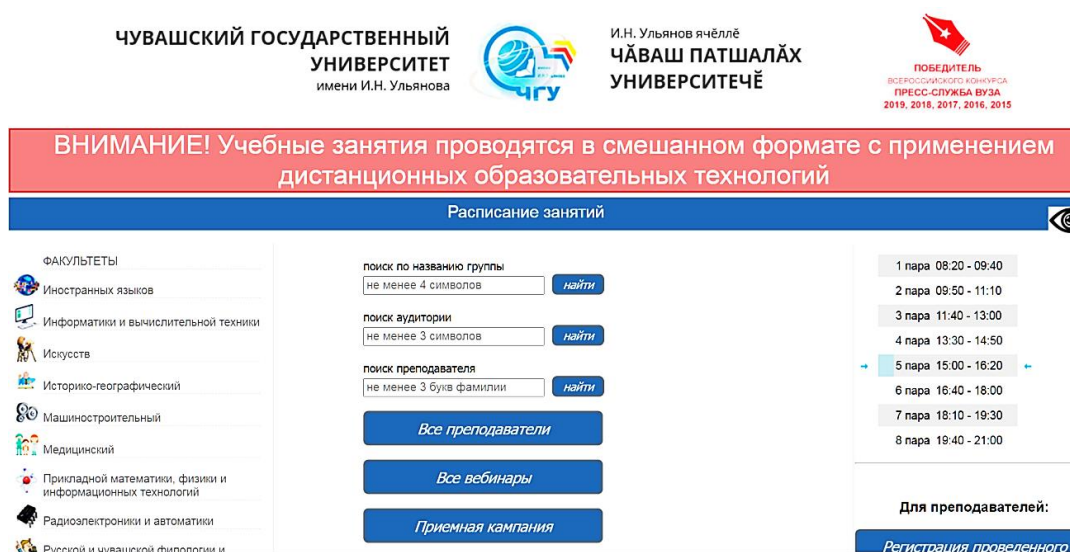 ЧУВАШСКИЙ ГОСУДАРСТВЕННЫЙ
УНИВЕРСИТЕТ
имени И.Н. Ульянова
ЧГУ
И.Н. Ульянов ячӗллӗ
ЧӐВАШ ПАТШАЛӐХ
УНИВЕРСИТЕЧӖ
ПОБЕДИТЕЛЬ
ВСЕРОССИЙСКОГО КОНКУРСА
ПРЕСС-СЛУЖБА ВУЗА
2019, 2018, 2017, 2016, 2015
ВНИМАНИЕ! Учебные занятия проводятся в смешанном формате с применением
дистанционных образовательных технологий
Расписание занятий
ФАКУЛЬТЕТЫ
Иностранных языков
Информатики и вычислительной техники
Искусств
Историко-географический
Машиностроительный
Медицинский
Прикладной математики, физики и
информационных технологий
Радиоэлектроники и автоматики
Русской и чувашской филологии и
поиск по названию группы
не менее 4 символов найти
поиск аудитории
не менее 3 символов найти
поиск преподавателя
не менее 3 букв фамилии найти
Все преподаватели
Все вебинары
Приемная кампания
1 пара 08:20 - 09:40
2 пара 09:50 - 11:10
3 пара 11:40 - 13:00
4 пара 13:30 - 14:50
5 пара 15:00 - 16:20
6 пара 16:40 - 18:00
7 пара 18:10 - 19:30
8 пара 19:40 - 21:00
Для преподавателей:
Регистрация проведенного